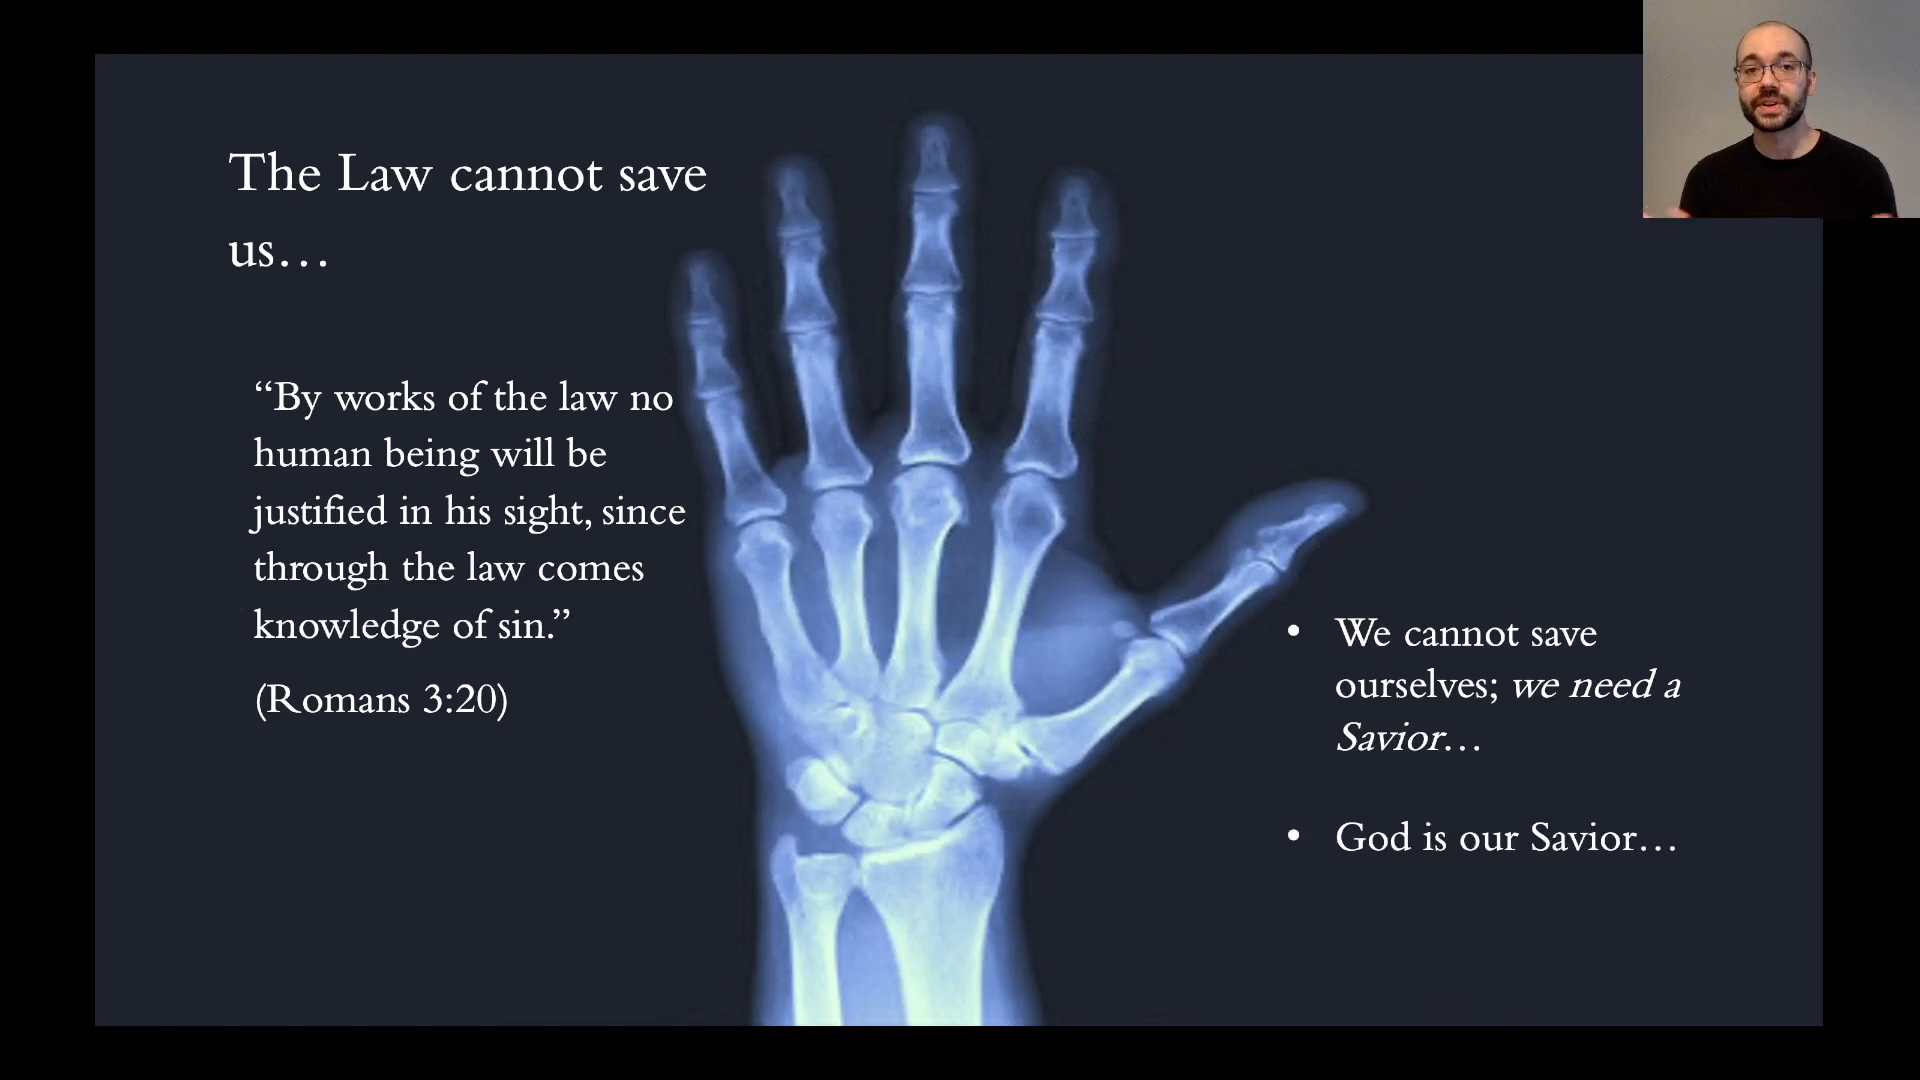 The Law cannot save
us…
“By works of the law no
human being will be
justified in his sight, since
through the law comes
knowledge of sin.”
(Romans 3:20)
• We cannot save
ourselves; we need a
Savior…
• God is our Savior…